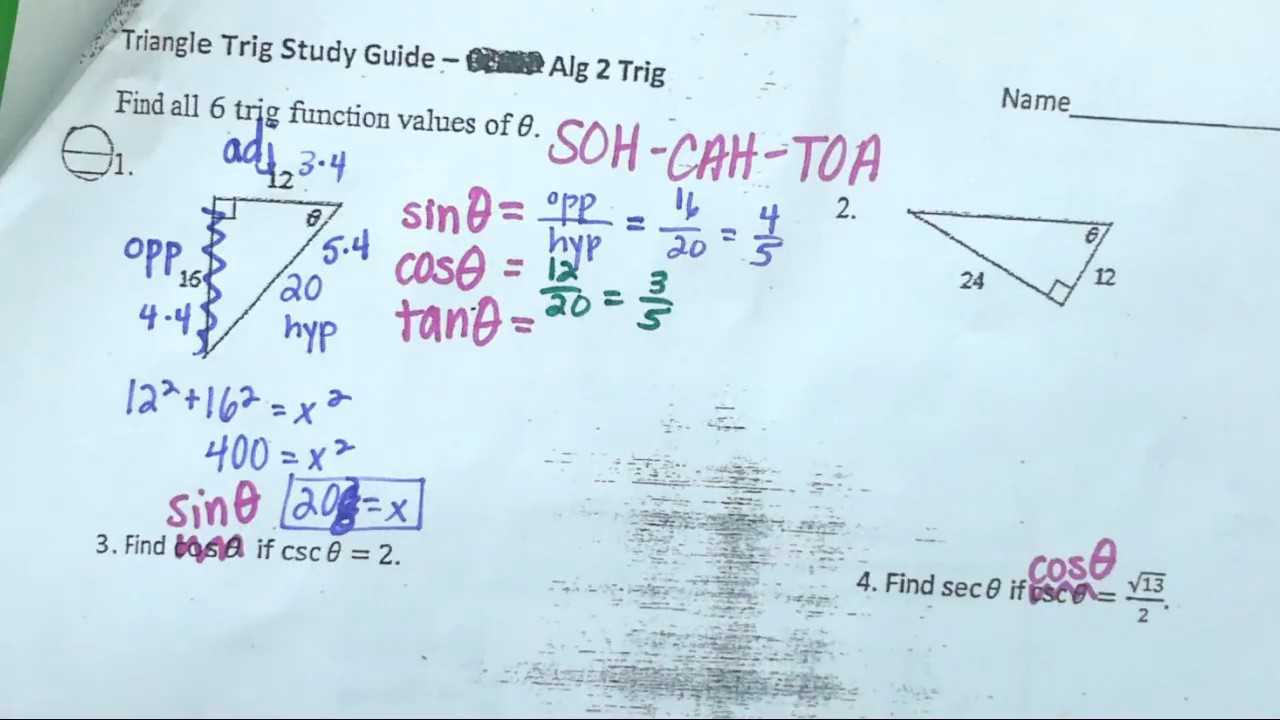 Triangle Trig Study Guide – Alg 2 Trig
Name
Find all 6 trig function values of θ.
SOH-CAH-TOA
1.
adj
12 3·4
θ
opp
16
4·4
5·4
20
hyp
sinθ = opp/hyp = 16/20 = 4/5
cosθ = 12/20 = 3/5
tanθ =
2.
θ
24
12
12² + 16² = x²
400 = x²
20 = x
sinθ
3. Find cosθ if csc θ = 2.
cosθ
4. Find sec θ if csc θ = √13/2.